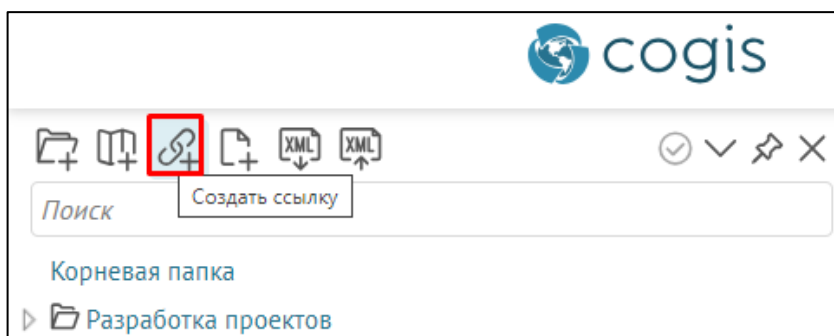 cogis
XML
XML
Создать ссылку
Поиск
Корневая папка
Разработка проектов